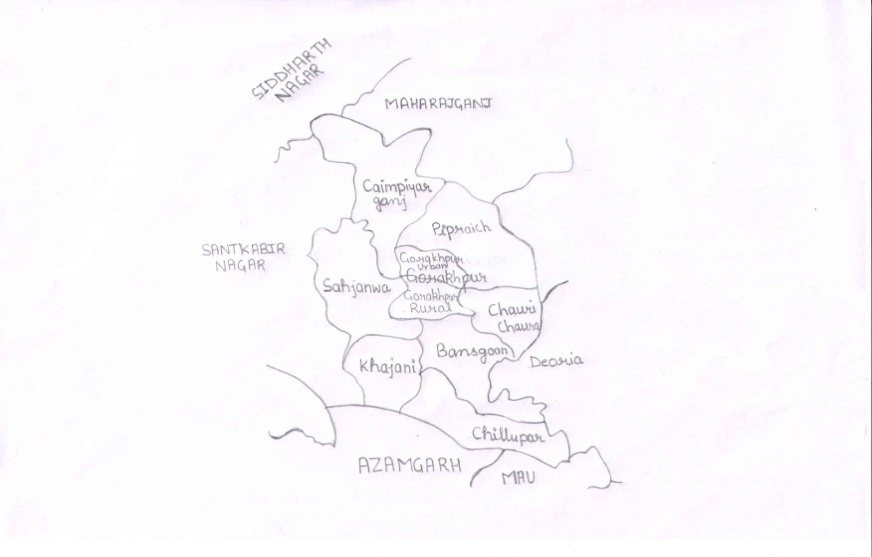 SIDDHARTH
NAGAR
MAHARAJGANJ
Caimpiyar
ganj
Pipraich
SANTKABIR
NAGAR
Gorakhpur
Urban
Gorakhpur
Sahjanwa
Gorakhpur
Rural
Chauri
Chaura
Bansgaon
Khajani
Deoria
Chillupar
AZAMGARH
MAU